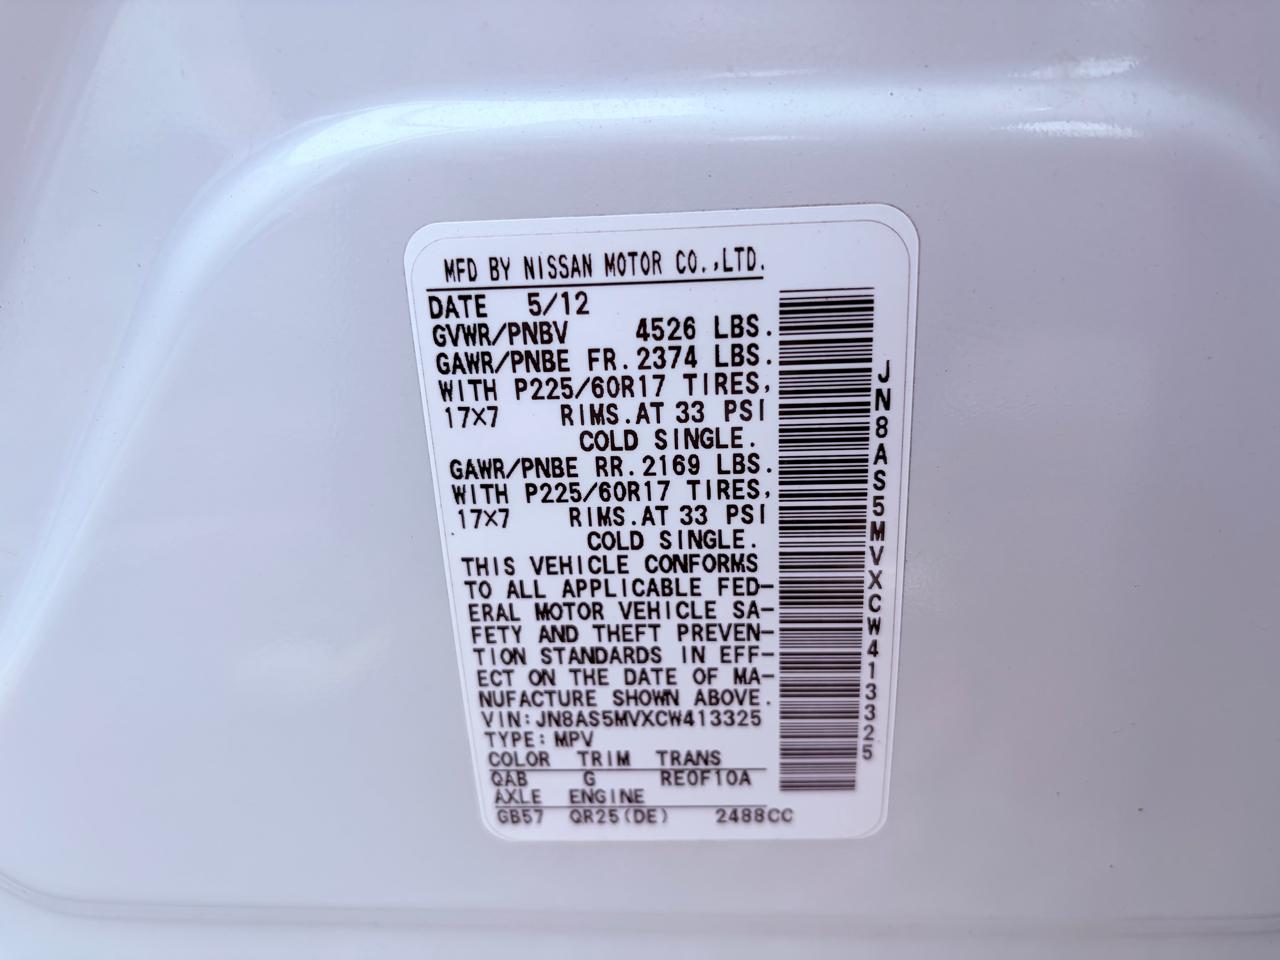 MFD BY NISSAN MOTOR CO.,LTD.
DATE 5/12
GVWR/PNBV 4526 LBS.
GAWR/PNBE FR. 2374 LBS.
WITH P225/60R17 TIRES,
17X7 RIMS. AT 33 PSI
COLD SINGLE.
GAWR/PNBE RR. 2169 LBS.
WITH P225/60R17 TIRES,
17X7 RIMS. AT 33 PSI
COLD SINGLE.
THIS VEHICLE CONFORMS
TO ALL APPLICABLE FED-
ERAL MOTOR VEHICLE SA-
FETY AND THEFT PREVEN-
TION STANDARDS IN EFF-
ECT ON THE DATE OF MA-
NUFACTURE SHOWN ABOVE.
VIN: JN8AS5MVXCW413325
TYPE: MPV
COLOR TRIM TRANS
QAB G RE0F10A
AXLE ENGINE
GB57 QR25(DE) 2488CC
JN8AS5MVXCW413325